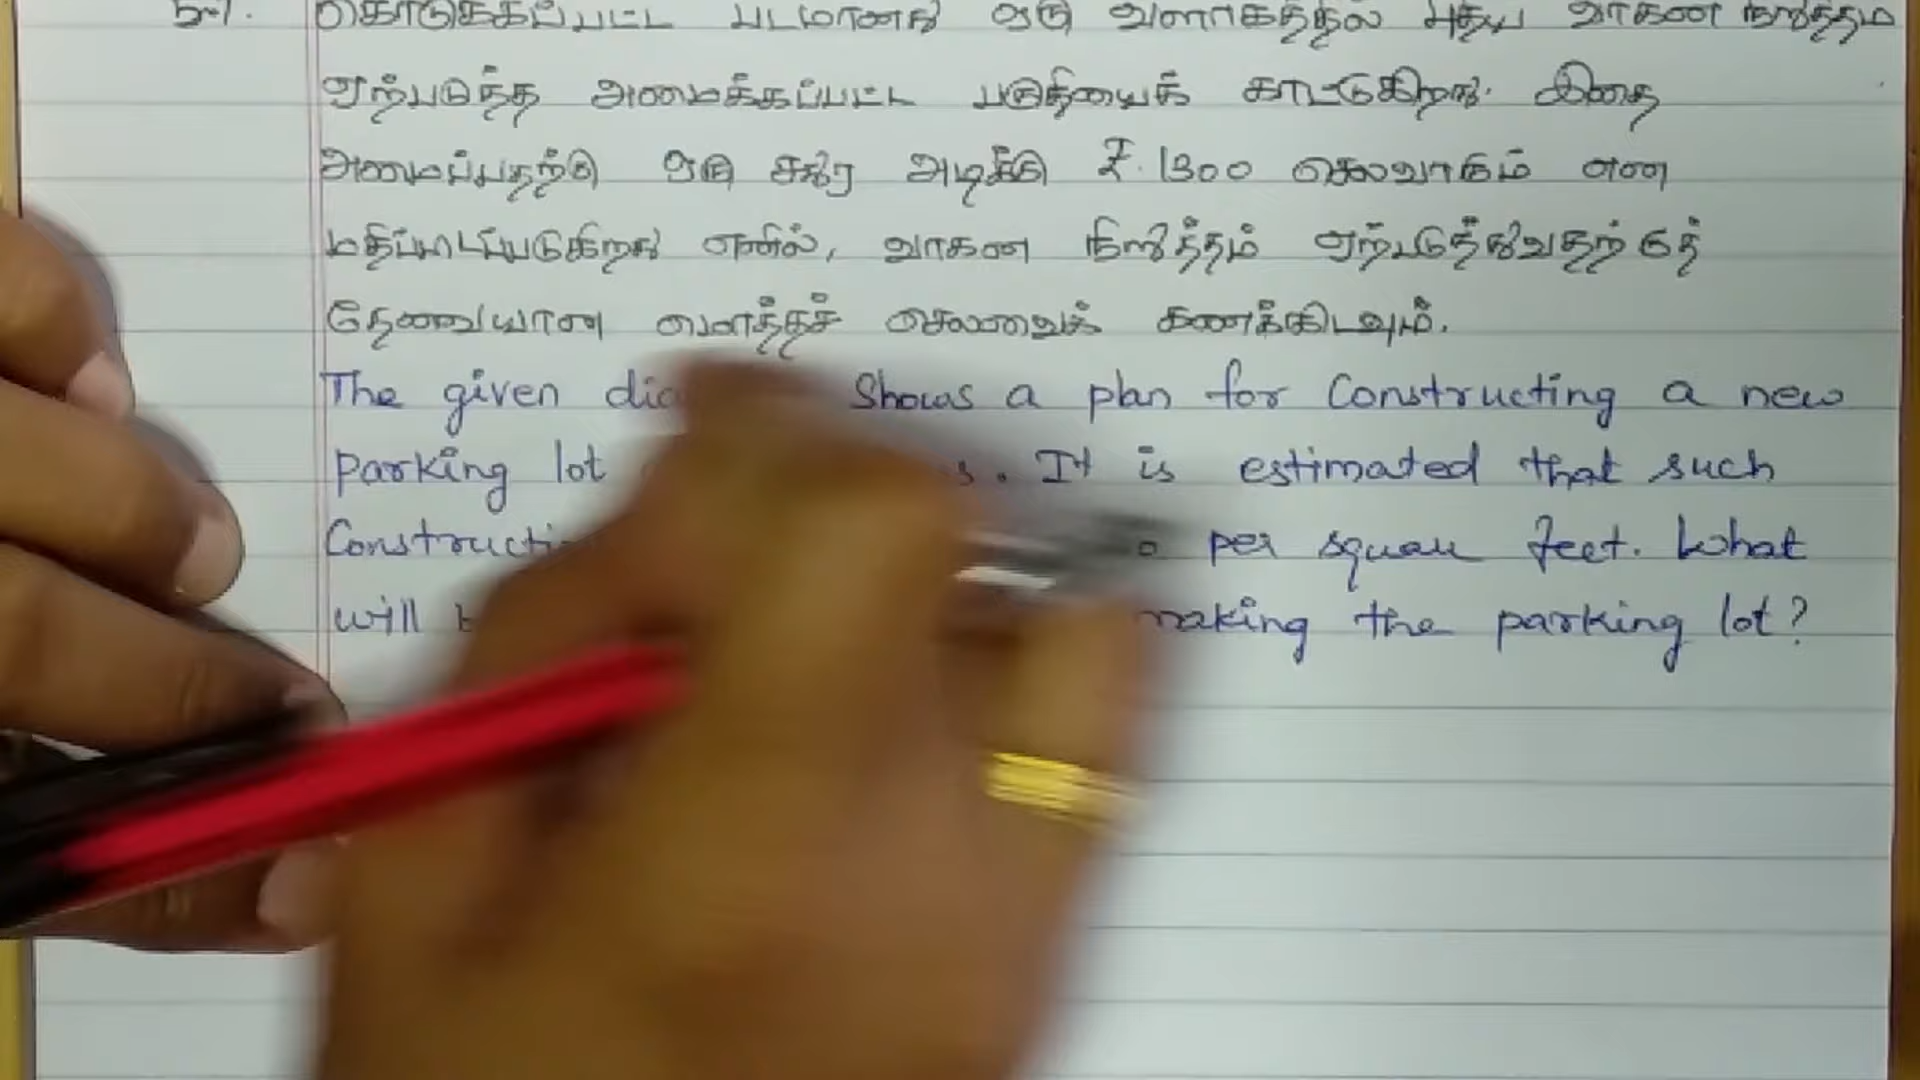 5.7. கொடுக்கப்பட்ட படமானது ஒரு வளாகத்தில் புதிய வாகன நிறுத்தம்
ஏற்படுத்த அமைக்கப்பட்ட பகுதியைக் காட்டுகிறது. இதை
அமைப்பதற்கு ஒரு சதுர அடிக்கு ₹. 1300 செலவாகும் என
மதிப்பிடப்படுகிறது எனில், வாகன நிறுத்தம் ஏற்படுத்துவதற்குத்
தேவையான மொத்தச் செலவைக் கணக்கிடவும்.
The given Shows a plan for Constructing a new
parking lot It is estimated that such
per square feet. What
will making the parking lot?